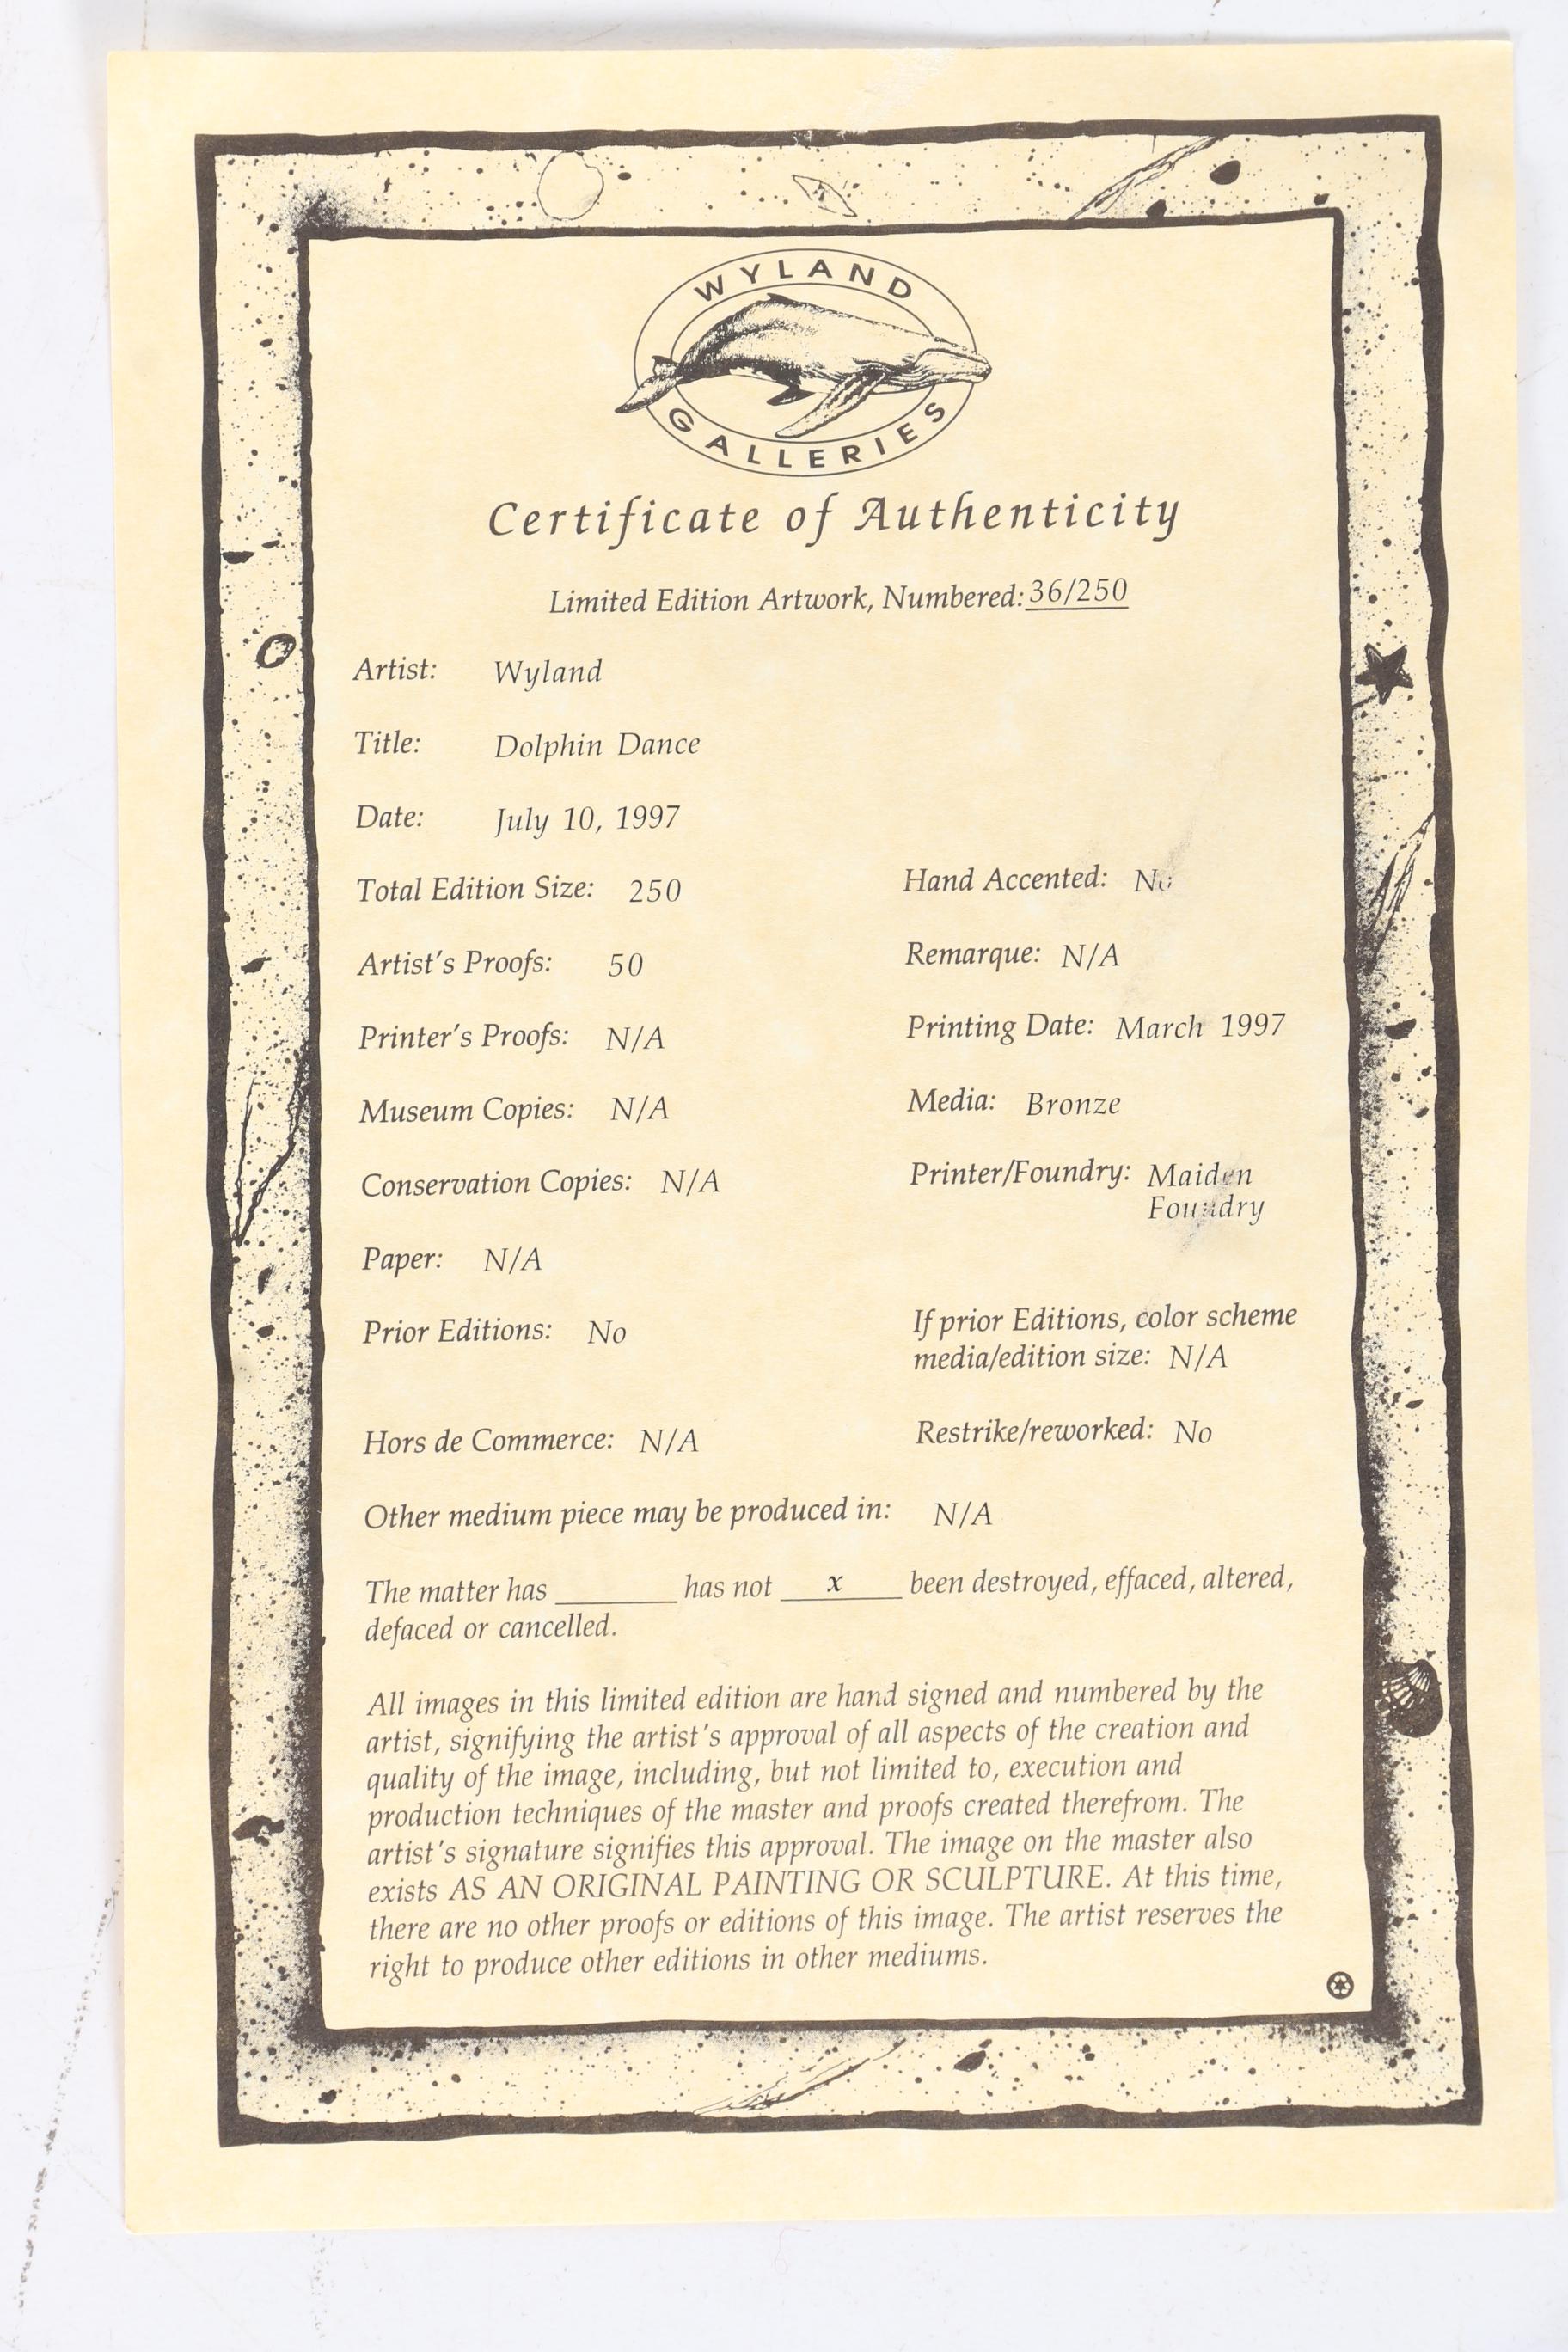 WYLAND
GALLERIES
Certificate of Authenticity
Limited Edition Artwork, Numbered: 36/250
Artist: Wyland
Title: Dolphin Dance
Date: July 10, 1997
Total Edition Size: 250
Hand Accented: No
Artist's Proofs: 50
Remarque: N/A
Printer's Proofs: N/A
Printing Date: March 1997
Museum Copies: N/A
Media: Bronze
Conservation Copies: N/A
Printer/Foundry: Maiden
Foundry
Paper: N/A
Prior Editions: No
If prior Editions, color scheme
media/edition size: N/A
Hors de Commerce: N/A
Restrike/reworked: No
Other medium piece may be produced in: N/A
The matter has ________ has not ___x___ been destroyed, effaced, altered,
defaced or cancelled.
All images in this limited edition are hand signed and numbered by the
artist, signifying the artist's approval of all aspects of the creation and
quality of the image, including, but not limited to, execution and
production techniques of the master and proofs created therefrom. The
artist's signature signifies this approval. The image on the master also
exists AS AN ORIGINAL PAINTING OR SCULPTURE. At this time,
there are no other proofs or editions of this image. The artist reserves the
right to produce other editions in other mediums.